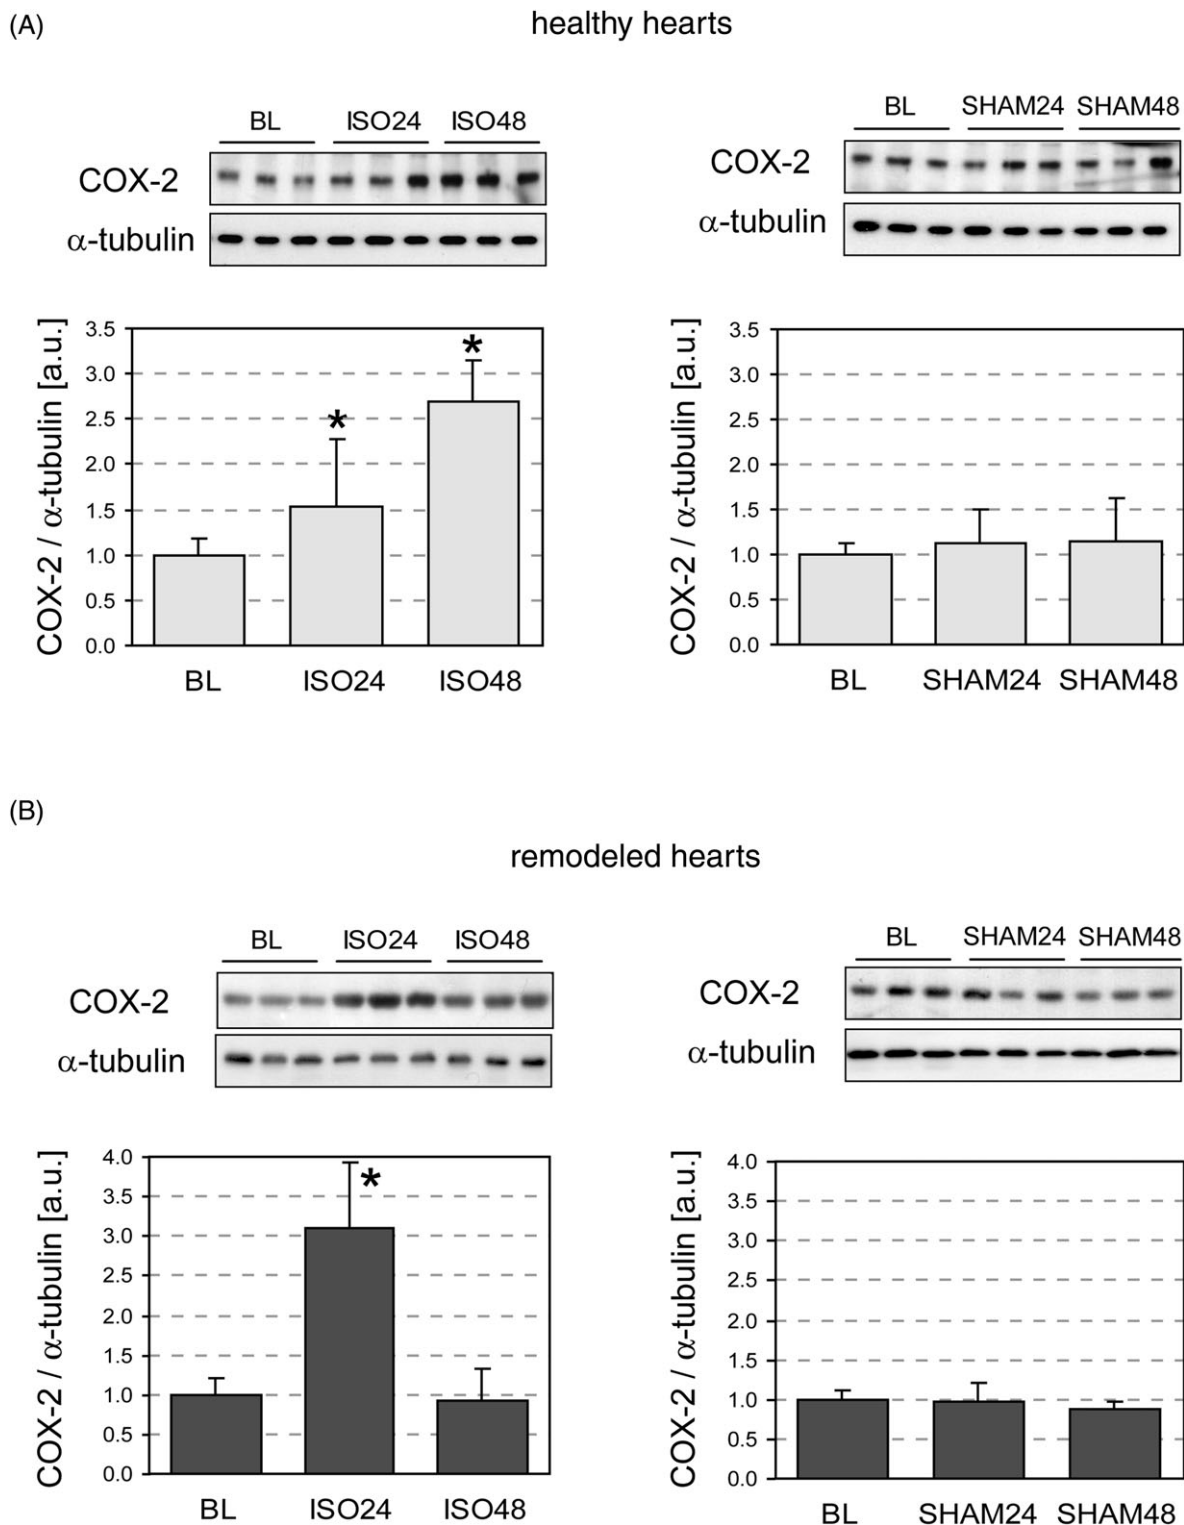 (A)
healthy hearts
BL ISO24 ISO48
COX-2
α-tubulin
COX-2 / α-tubulin [a.u.]
3.5
3.0
2.5
2.0
1.5
1.0
0.5
0.0
*
*
BL ISO24 ISO48
BL SHAM24 SHAM48
COX-2
α-tubulin
COX-2 / α-tubulin [a.u.]
3.5
3.0
2.5
2.0
1.5
1.0
0.5
0.0
BL SHAM24 SHAM48
(B)
remodeled hearts
BL ISO24 ISO48
COX-2
α-tubulin
COX-2 / α-tubulin [a.u.]
4.0
3.5
3.0
2.5
2.0
1.5
1.0
0.5
0.0
*
BL ISO24 ISO48
BL SHAM24 SHAM48
COX-2
α-tubulin
COX-2 / α-tubulin [a.u.]
4.0
3.5
3.0
2.5
2.0
1.5
1.0
0.5
0.0
BL SHAM24 SHAM48